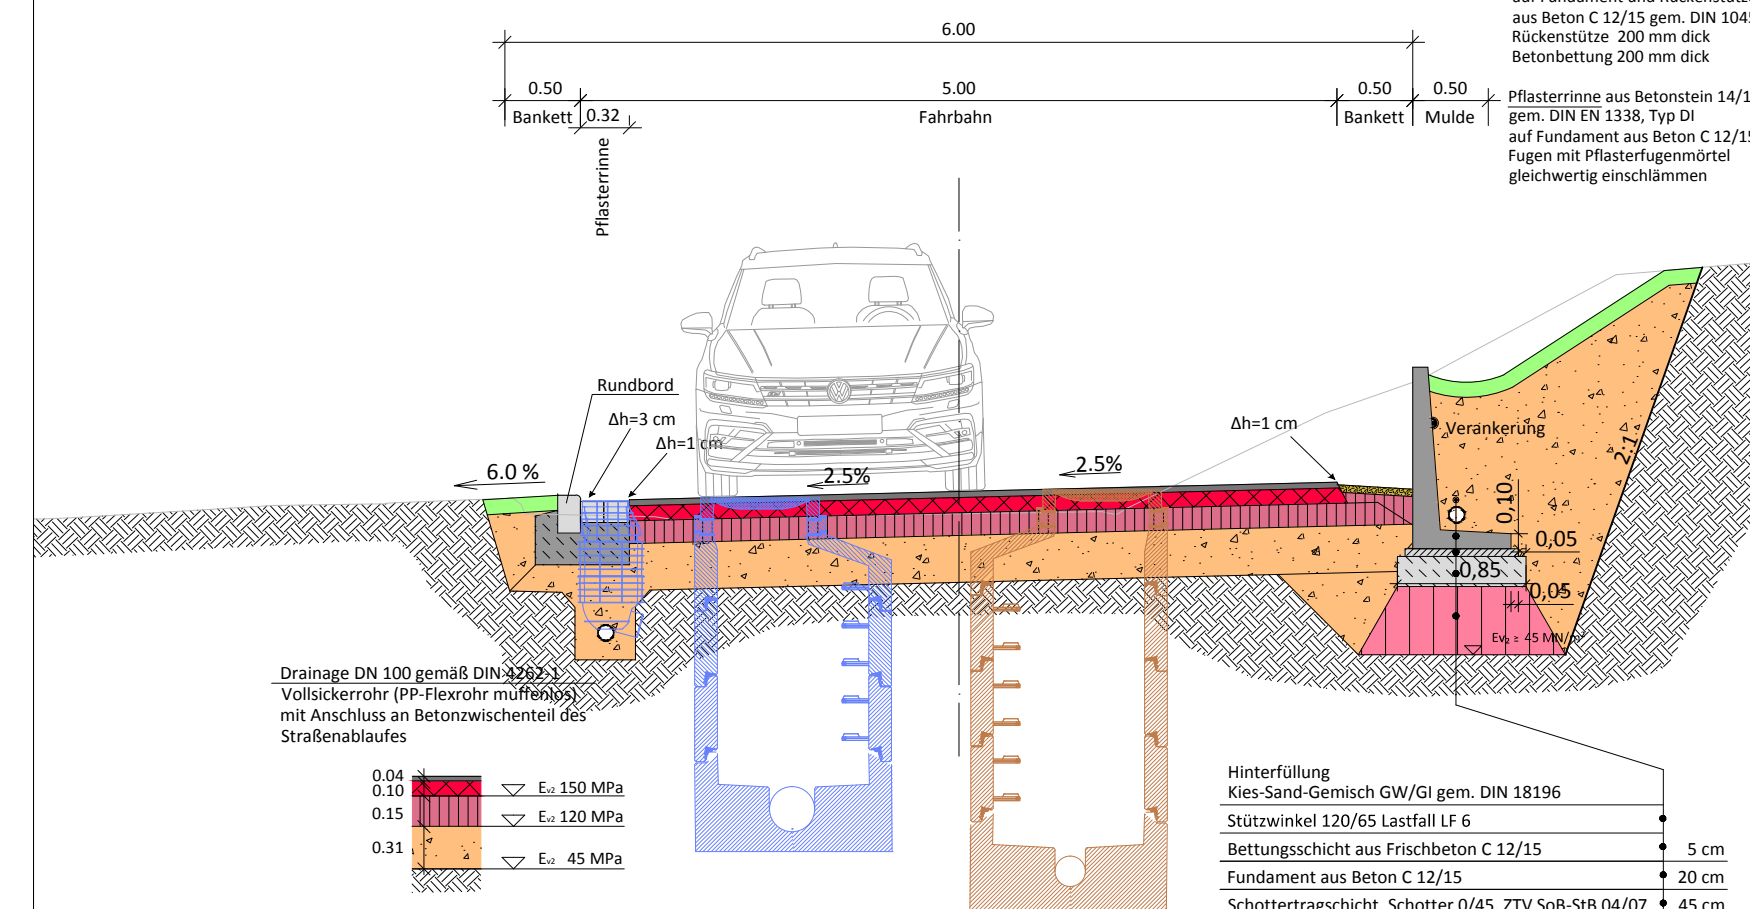 6.00
aus Beton C 12/15 gem. DIN 1045
Rückenstütze 200 mm dick
Betonbettung 200 mm dick
0.50
5.00
0.50
0.50
Bankett
0.32
Fahrbahn
Bankett
Mulde
Pflasterrinne
Pflasterrinne aus Betonstein 14/1
gem. DIN EN 1338, Typ DI
auf Fundament aus Beton C 12/15
Fugen mit Pflasterfugenmörtel
gleichwertig einschlämmen
Rundbord
Δh=3 cm
Δh=1 cm
Δh=1 cm
Verankerung
2:1
6.0 %
2.5%
2.5%
0,10
0,05
0,85
0,05
Ev₂ ≥ 45 MN/m²
Drainage DN 100 gemäß DIN 4262-1
Vollsickerrohr (PP-Flexrohr muffenlos)
mit Anschluss an Betonzwischenteil des
Straßenablaufes
0.04
0.10
Ev2 150 MPa
0.15
Ev2 120 MPa
0.31
Ev2 45 MPa
Hinterfüllung
Kies-Sand-Gemisch GW/GI gem. DIN 18196
Stützwinkel 120/65 Lastfall LF 6
Bettungsschicht aus Frischbeton C 12/15 5 cm
Fundament aus Beton C 12/15 20 cm
Schottertragschicht, Schotter 0/45, ZTV SoB-StB 04/07 45 cm